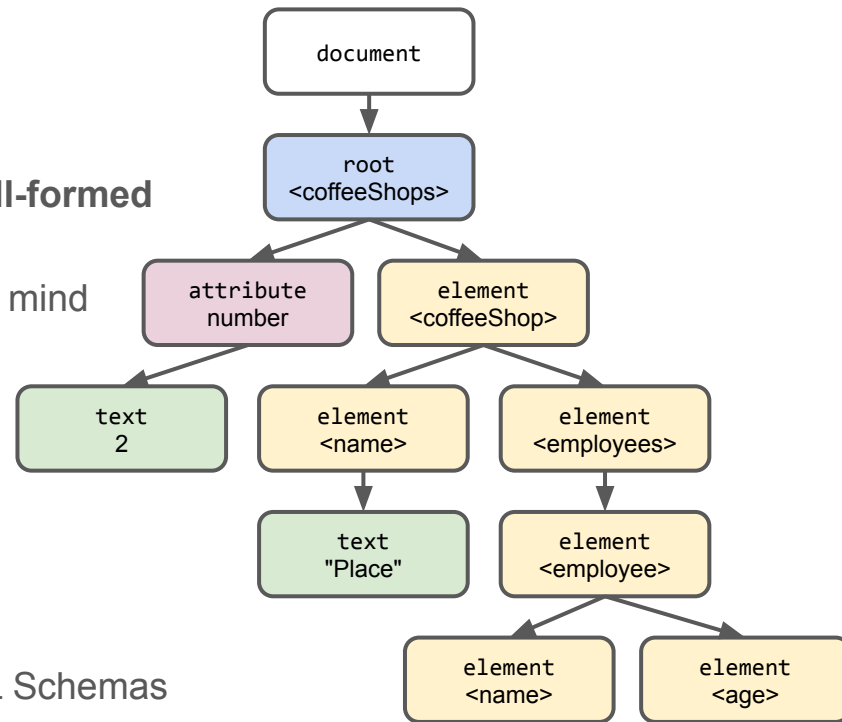 document
root
<coffeeShops>
ll-formed
mind
attribute
number
element
<coffeeShop>
text
2
element
<name>
element
<employees>
text
"Place"
element
<employee>
Schemas
element
<name>
element
<age>